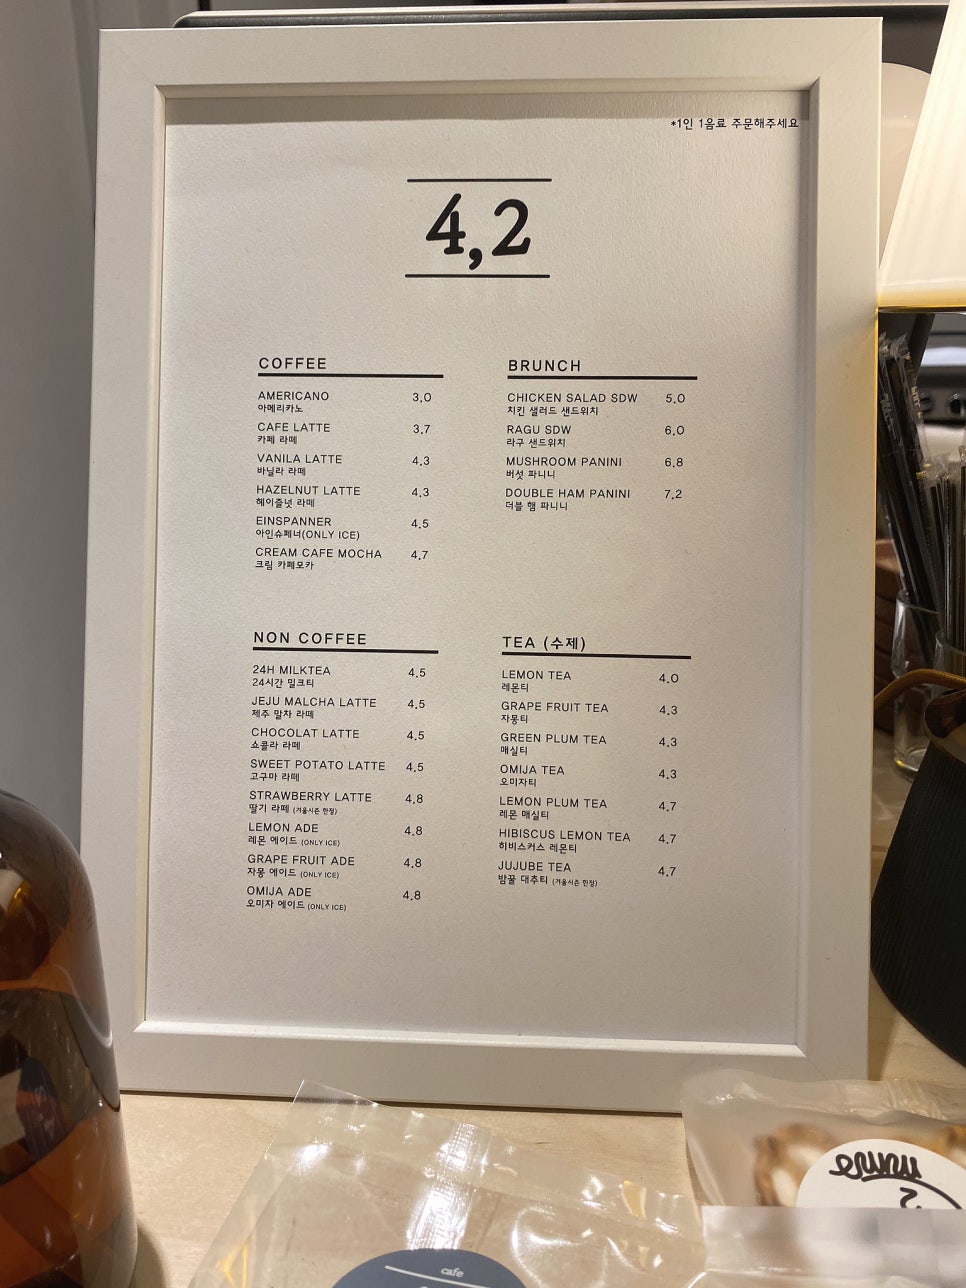 *1인 1음료 주문해주세요
4,2
COFFEE
AMERICANO 3.0
아메리카노
CAFE LATTE 3.7
카페 라떼
VANILA LATTE 4.3
바닐라 라떼
HAZELNUT LATTE 4.3
헤이즐넛 라떼
EINSPANNER 4.5
아인슈페너(ONLY ICE)
CREAM CAFE MOCHA 4.7
크림 카페모카
BRUNCH
CHICKEN SALAD SDW 5.0
치킨 샐러드 샌드위치
RAGU SDW 6.0
라구 샌드위치
MUSHROOM PANINI 6.8
버섯 파니니
DOUBLE HAM PANINI 7.2
더블 햄 파니니
NON COFFEE
24H MILKTEA 4.5
24시간 밀크티
JEJU MALCHA LATTE 4.5
제주 말차 라떼
CHOCOLAT LATTE 4.5
쇼콜라 라떼
SWEET POTATO LATTE 4.5
고구마 라떼
STRAWBERRY LATTE 4.8
딸기 라떼 (겨울시즌 한정)
LEMON ADE 4.8
레몬 에이드 (ONLY ICE)
GRAPE FRUIT ADE 4.8
자몽 에이드 (ONLY ICE)
OMIJA ADE 4.8
오미자 에이드 (ONLY ICE)
TEA (수제)
LEMON TEA 4.0
레몬티
GRAPE FRUIT TEA 4.3
자몽티
GREEN PLUM TEA 4.3
매실티
OMIJA TEA 4.3
오미자티
LEMON PLUM TEA 4.7
레몬 매실티
HIBISCUS LEMON TEA 4.7
히비스커스 레몬티
JUJUBE TEA 4.7
밤꿀 대추티 (겨울시즌 한정)
cafe